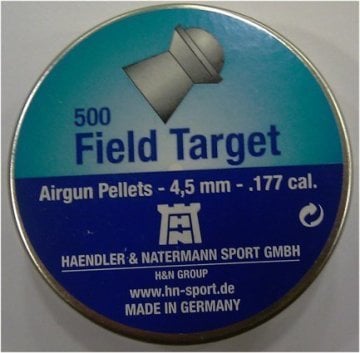 500
Field Target
Airgun Pellets - 4,5 mm - .177 cal.
HN
HAENDLER & NATERMANN SPORT GMBH
H&N GROUP
www.hn-sport.de
MADE IN GERMANY